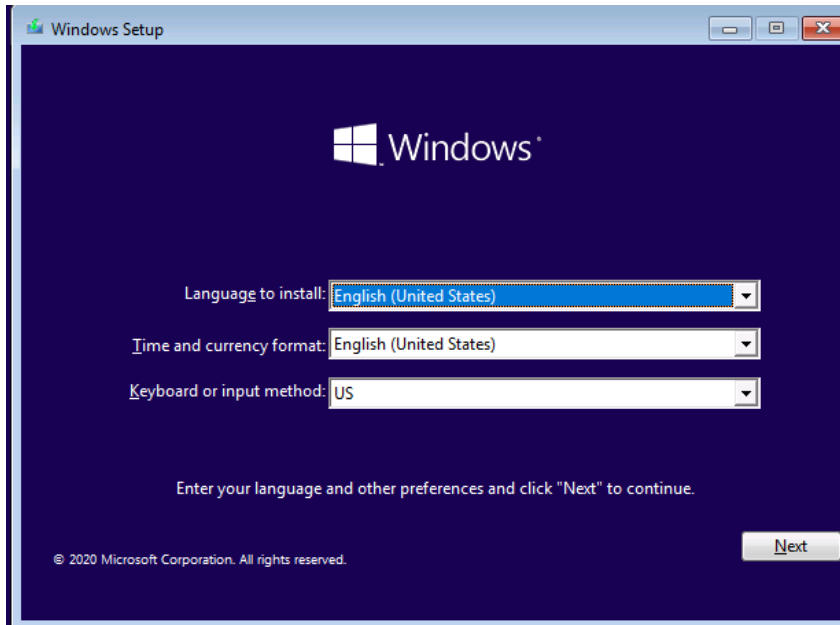 Windows Setup
Windows
Language to install: English (United States)
Time and currency format: English (United States)
Keyboard or input method: US
Enter your language and other preferences and click "Next" to continue.
Next
© 2020 Microsoft Corporation. All rights reserved.